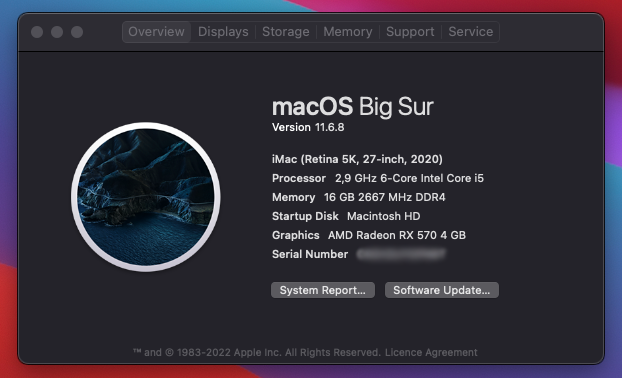 Overview Displays Storage Memory Support Service
macOS Big Sur
Version 11.6.8
iMac (Retina 5K, 27-inch, 2020)
Processor 2,9 GHz 6-Core Intel Core i5
Memory 16 GB 2667 MHz DDR4
Startup Disk Macintosh HD
Graphics AMD Radeon RX 570 4 GB
Serial Number
System Report... Software Update...
™ and © 1983-2022 Apple Inc. All Rights Reserved. Licence Agreement